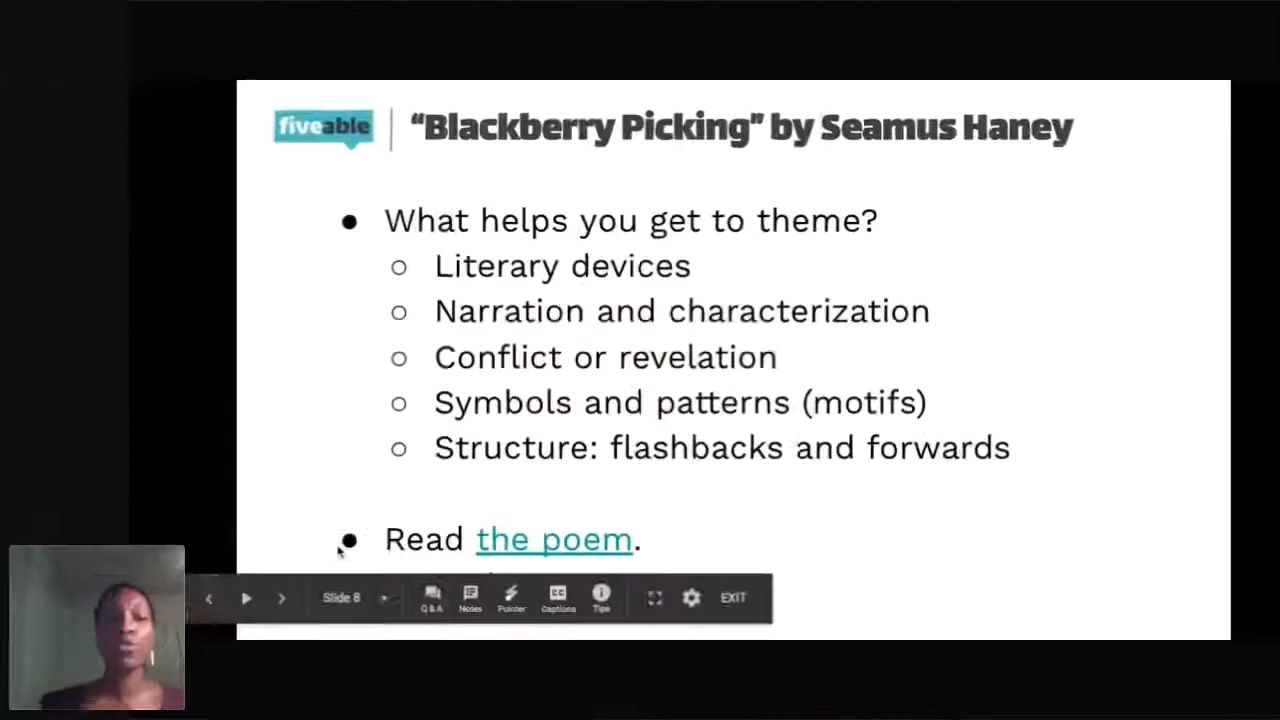 fiveable
“Blackberry Picking” by Seamus Haney
● What helps you get to theme?
○ Literary devices
○ Narration and characterization
○ Conflict or revelation
○ Symbols and patterns (motifs)
○ Structure: flashbacks and forwards
● Read the poem.
Slide 8
Q&A
Notes
Pointer
Captions
Tips
EXIT